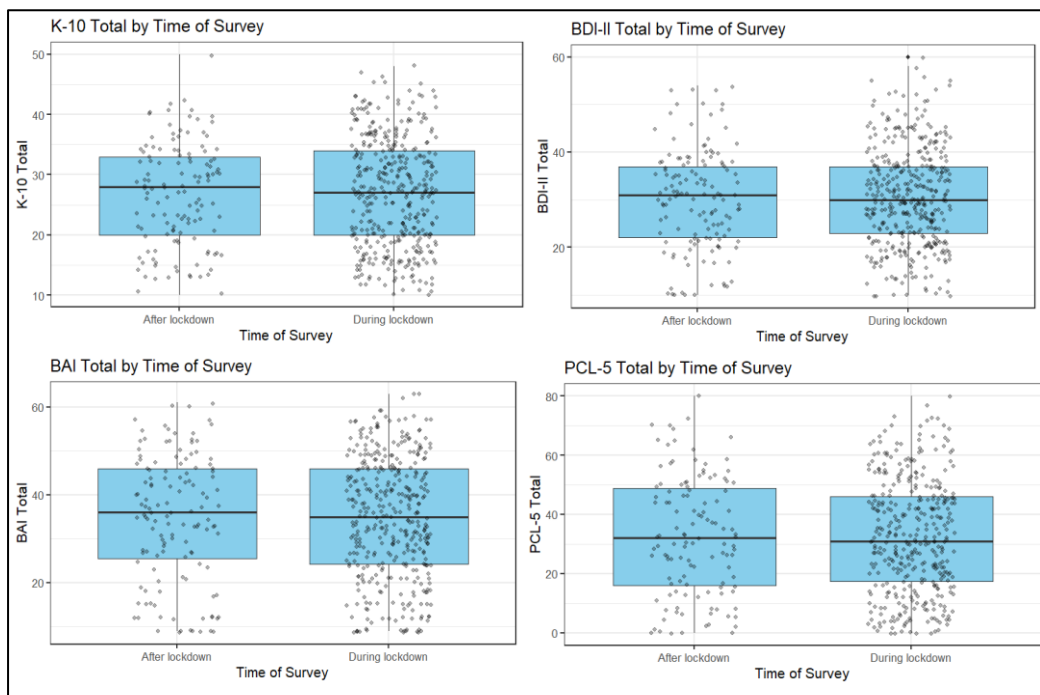 K-10 Total by Time of Survey
50
40
30
20
10
K-10 Total
After lockdown
During lockdown
Time of Survey
BDI-II Total by Time of Survey
60
40
20
BDI-II Total
After lockdown
During lockdown
Time of Survey
BAI Total by Time of Survey
60
40
20
BAI Total
After lockdown
During lockdown
Time of Survey
PCL-5 Total by Time of Survey
80
60
40
20
0
PCL-5 Total
After lockdown
During lockdown
Time of Survey